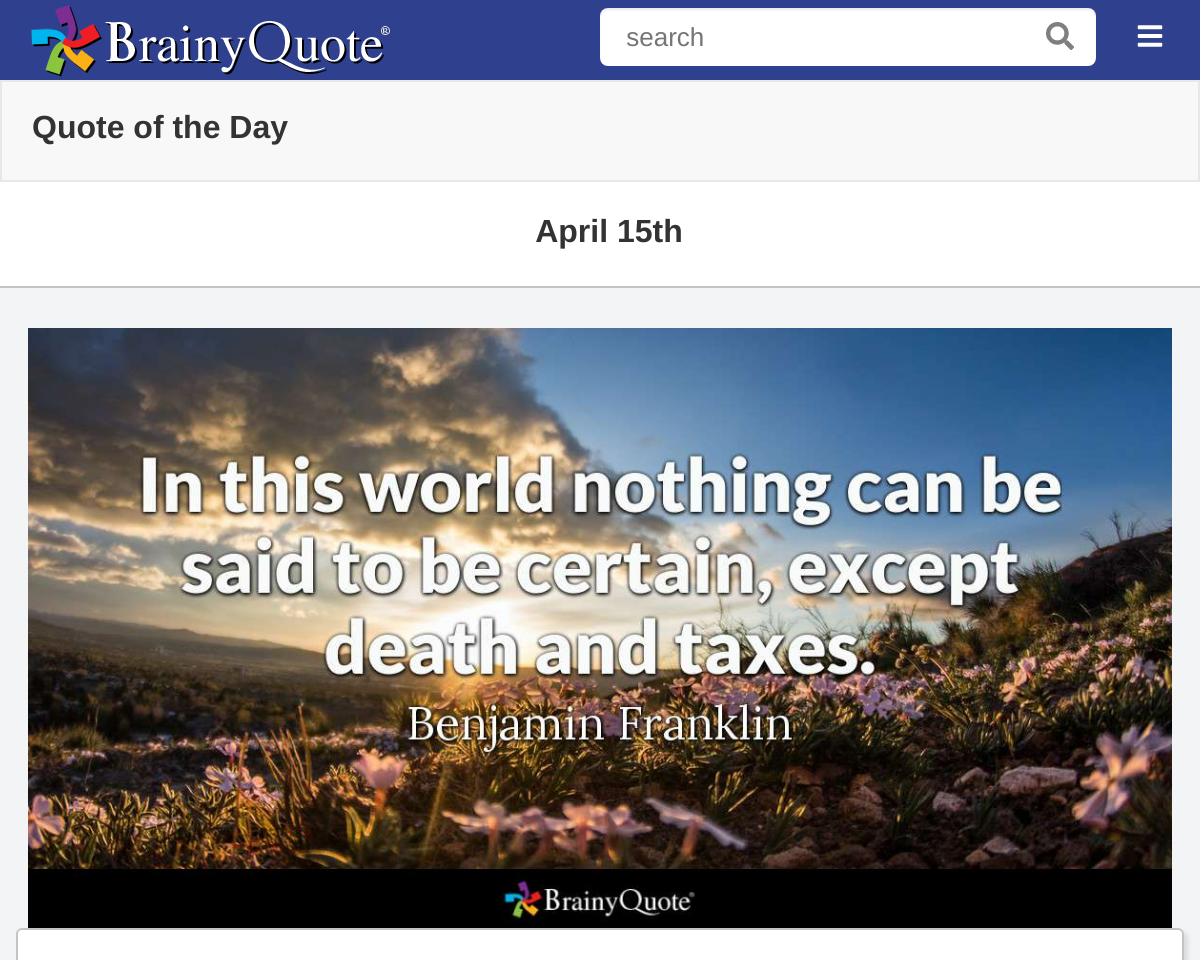 BrainyQuote®
search
Quote of the Day
April 15th
In this world nothing can be
said to be certain, except
death and taxes.
Benjamin Franklin
BrainyQuote®